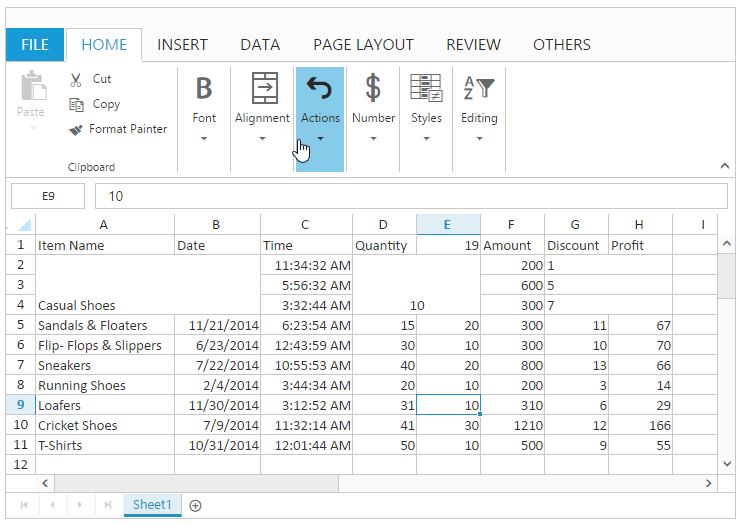 FILE HOME INSERT DATA PAGE LAYOUT REVIEW OTHERS
Paste
Cut
Copy
Format Painter
Clipboard
B
Font
Alignment
Actions
$
Number
Styles
A
Z
Editing
E9 10
A B C D E F G H I
1 Item Name Date Time Quantity 19 Amount Discount Profit
2 11:34:32 AM 200 1
3 5:56:32 AM 600 5
4 Casual Shoes 3:32:44 AM 10 300 7
5 Sandals & Floaters 11/21/2014 6:23:54 AM 15 20 300 11 67
6 Flip- Flops & Slippers 6/23/2014 12:43:59 AM 30 10 300 10 70
7 Sneakers 7/22/2014 10:55:53 AM 40 20 800 13 66
8 Running Shoes 2/4/2014 3:44:34 AM 20 10 200 3 14
9 Loafers 11/30/2014 3:12:52 AM 31 10 310 6 29
10 Cricket Shoes 7/9/2014 11:32:14 AM 41 30 1210 12 166
11 T-Shirts 10/31/2014 12:01:44 AM 50 10 500 9 55
12
Sheet1